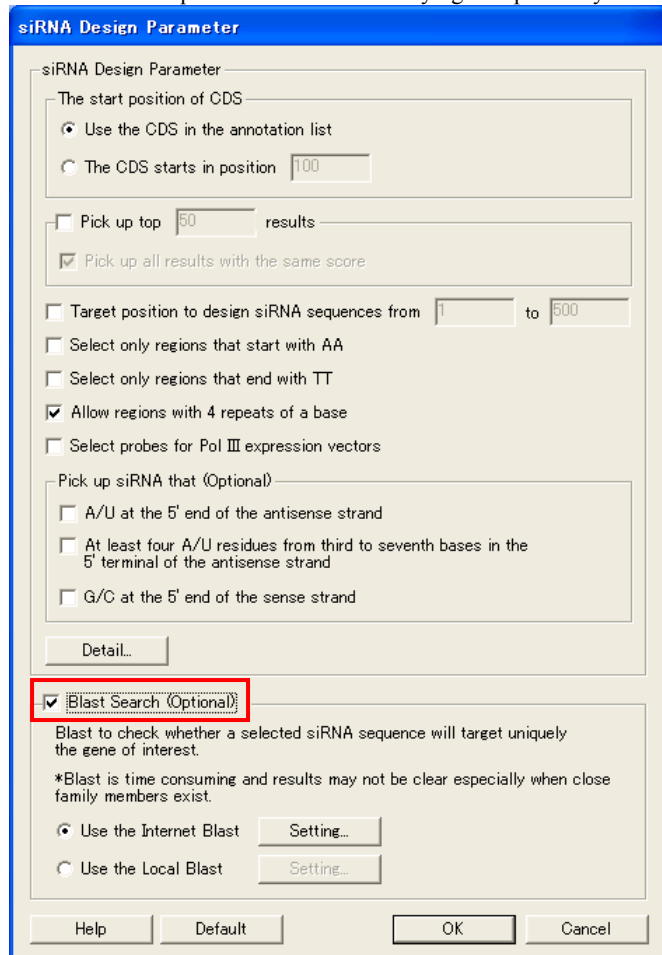 siRNA Design Parameter
siRNA Design Parameter
The start position of CDS
Use the CDS in the annotation list
The CDS starts in position 100
Pick up top 50 results
Pick up all results with the same score
Target position to design siRNA sequences from 1 to 500
Select only regions that start with AA
Select only regions that end with TT
Allow regions with 4 repeats of a base
Select probes for Pol Ⅲ expression vectors
Pick up siRNA that (Optional)
A/U at the 5' end of the antisense strand
At least four A/U residues from third to seventh bases in the
5' terminal of the antisense strand
G/C at the 5' end of the sense strand
Detail...
Blast Search (Optional)
Blast to check whether a selected siRNA sequence will target uniquely
the gene of interest.
*Blast is time consuming and results may not be clear especially when close
family members exist.
Use the Internet Blast Setting...
Use the Local Blast Setting...
Help Default OK Cancel